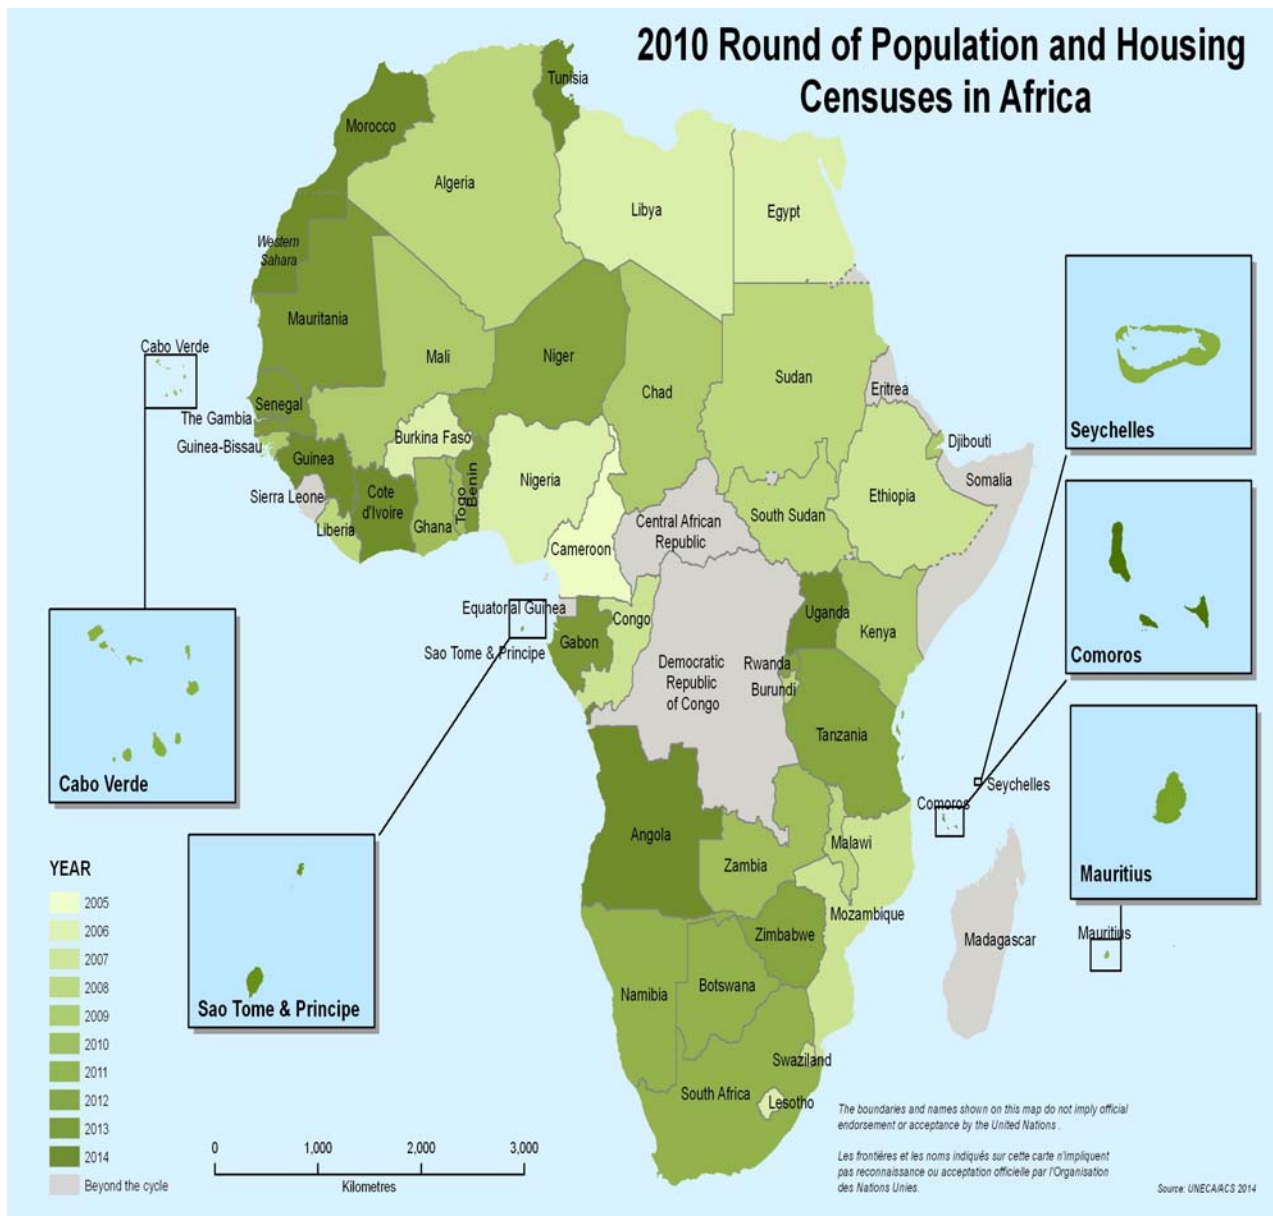 2010 Round of Population and Housing
Censuses in Africa
Tunisia
Morocco
Algeria
Libya
Egypt
Western
Sahara
Mauritania
Mali
Niger
Chad
Sudan
Eritrea
Cabo Verde
Senegal
The Gambia
Guinea-Bissau
Guinea
Sierra Leone
Liberia
Cote
d'Ivoire
Burkina Faso
Ghana
Togo
Benin
Nigeria
Cameroon
Central African
Republic
South Sudan
Ethiopia
Djibouti
Somalia
Equatorial Guinea
Sao Tome & Principe
Gabon
Congo
Democratic
Republic
of Congo
Uganda
Kenya
Rwanda
Burundi
Tanzania
Angola
Zambia
Malawi
Mozambique
Zimbabwe
Namibia
Botswana
Swaziland
South Africa
Lesotho
Comoros
Seychelles
Madagascar
Mauritius
Seychelles
Comoros
Mauritius
Cabo Verde
Sao Tome & Principe
YEAR
2005
2006
2007
2008
2009
2010
2011
2012
2013
2014
Beyond the cycle
0 1,000 2,000 3,000
Kilometres
The boundaries and names shown on this map do not imply official
endorsement or acceptance by the United Nations .
Les frontières et les noms indiqués sur cette carte n'impliquent
pas reconnaissance ou acceptation officielle par l'Organisation
des Nations Unies.
Source: UNECA/ACS 2014